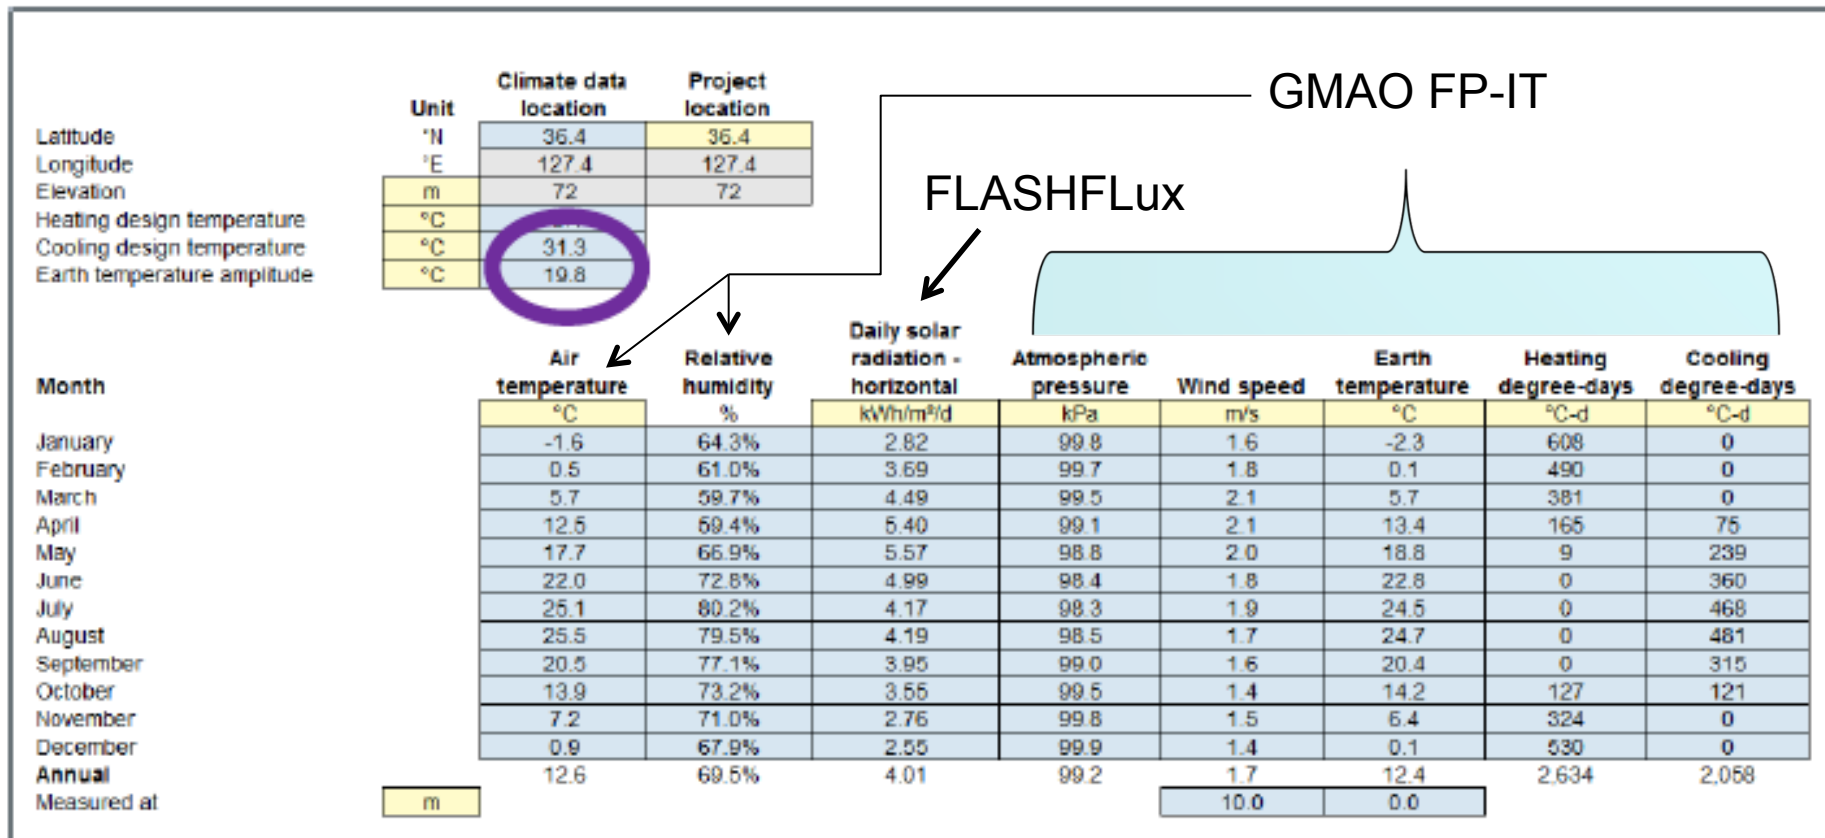 GMAO FP-IT
Climate data Project
Unit location location
Latitude °N 36.4 36.4
Longitude °E 127.4 127.4
Elevation m 72 72
FLASHFLux
Heating design temperature °C
Cooling design temperature °C 31.3
Earth temperature amplitude °C 19.8
Daily solar
Air Relative radiation - Atmospheric Earth Heating Cooling
Month temperature humidity horizontal pressure Wind speed temperature degree-days degree-days
°C % kWh/m²/d kPa m/s °C °C-d °C-d
January -1.6 64.3% 2.82 99.8 1.6 -2.3 608 0
February 0.5 61.0% 3.69 99.7 1.8 0.1 490 0
March 5.7 59.7% 4.49 99.5 2.1 5.7 381 0
April 12.5 59.4% 5.40 99.1 2.1 13.4 165 75
May 17.7 66.9% 5.57 98.8 2.0 18.8 9 239
June 22.0 72.8% 4.99 98.4 1.8 22.8 0 360
July 25.1 80.2% 4.17 98.3 1.9 24.5 0 468
August 25.5 79.5% 4.19 98.5 1.7 24.7 0 481
September 20.5 77.1% 3.95 99.0 1.6 20.4 0 315
October 13.9 73.2% 3.55 99.5 1.4 14.2 127 121
November 7.2 71.0% 2.76 99.8 1.5 6.4 324 0
December 0.9 67.9% 2.55 99.9 1.4 0.1 530 0
Annual 12.6 69.5% 4.01 99.2 1.7 12.4 2,634 2,058
Measured at m 10.0 0.0